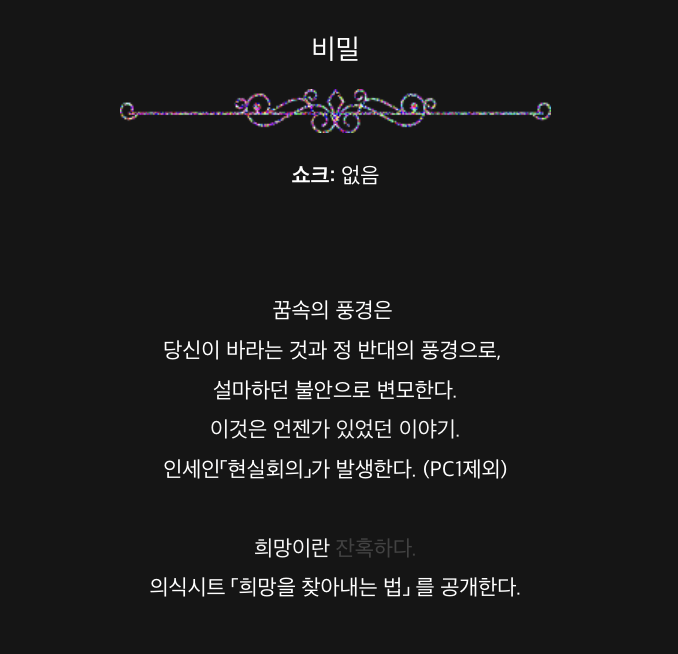 비밀
쇼크: 없음
꿈속의 풍경은
당신이 바라는 것과 정 반대의 풍경으로,
설마하던 불안으로 변모한다.
이것은 언젠가 있었던 이야기.
인세인「현실회의」가 발생한다. (PC1제외)
희망이란 잔혹하다.
의식시트 「희망을 찾아내는 법」 를 공개한다.